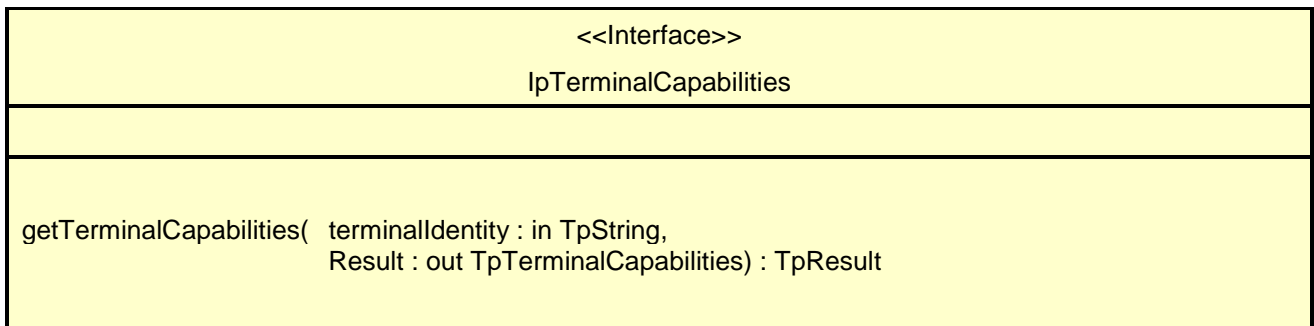 <<Interface>>
IpTerminalCapabilities
getTerminalCapabilities( terminalIdentity : in TpString,
Result : out TpTerminalCapabilities) : TpResult